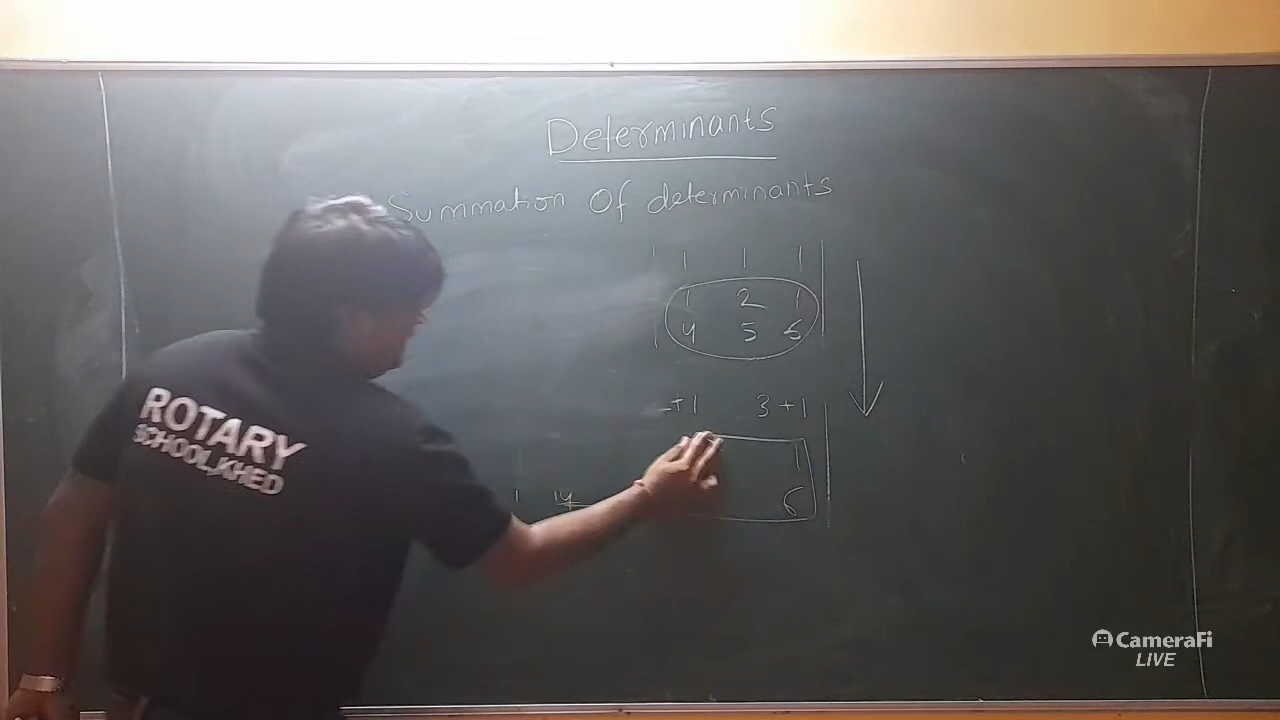 Determinants
Summation Of determinants
1 1 1
1 2 1
4 5 6
+1 3+1
1
1 14 6
ROTARY
SCHOOL, KHED
CameraFi
LIVE